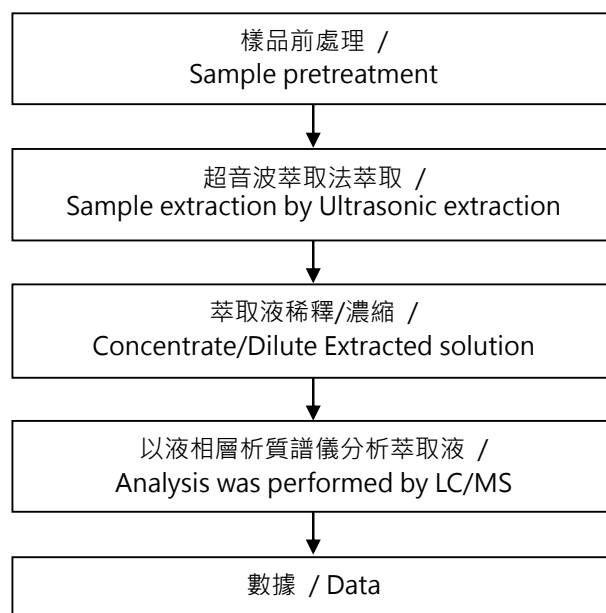 樣品前處理 /
Sample pretreatment
超音波萃取法萃取 /
Sample extraction by Ultrasonic extraction
萃取液稀釋/濃縮 /
Concentrate/Dilute Extracted solution
以液相層析質譜儀分析萃取液 /
Analysis was performed by LC/MS
數據 / Data